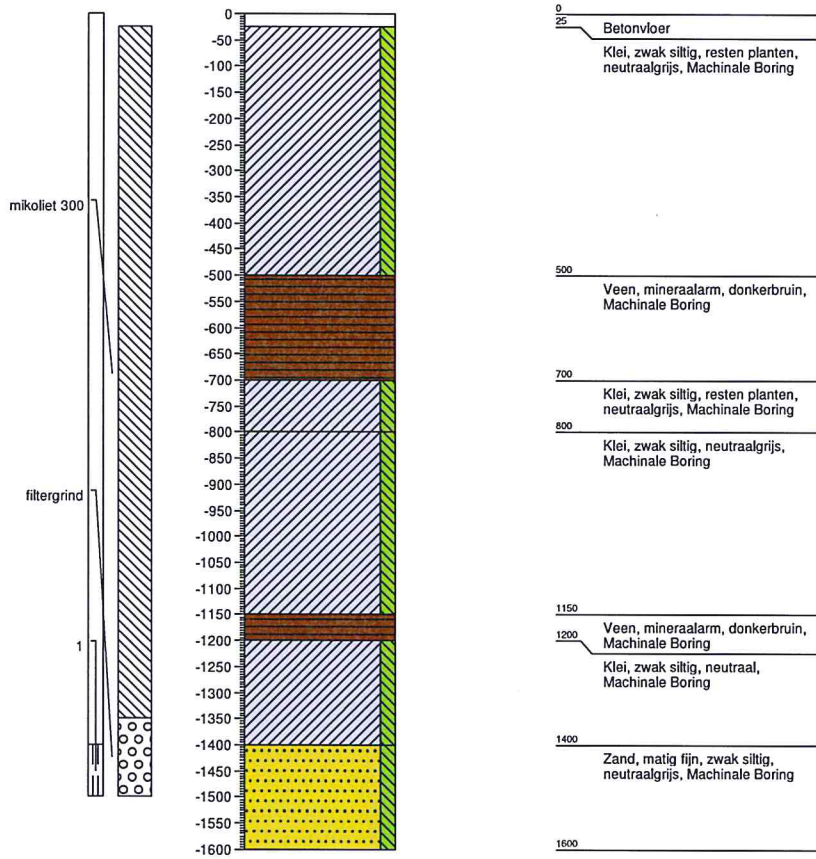 mikoliet 300
filtergrind
1
0
-50
-100
-150
-200
-250
-300
-350
-400
-450
-500
-550
-600
-650
-700
-750
-800
-850
-900
-950
-1000
-1050
-1100
-1150
-1200
-1250
-1300
-1350
-1400
-1450
-1500
-1550
-1600
0
25
Betonvloer
Klei, zwak siltig, resten planten,
neutraalgrijs, Machinale Boring
500
Veen, mineraalarm, donkerbruin,
Machinale Boring
700
Klei, zwak siltig, resten planten,
neutraalgrijs, Machinale Boring
800
Klei, zwak siltig, neutraalgrijs,
Machinale Boring
1150
Veen, mineraalarm, donkerbruin,
Machinale Boring
1200
Klei, zwak siltig, neutraal,
Machinale Boring
1400
Zand, matig fijn, zwak siltig,
neutraalgrijs, Machinale Boring
1600